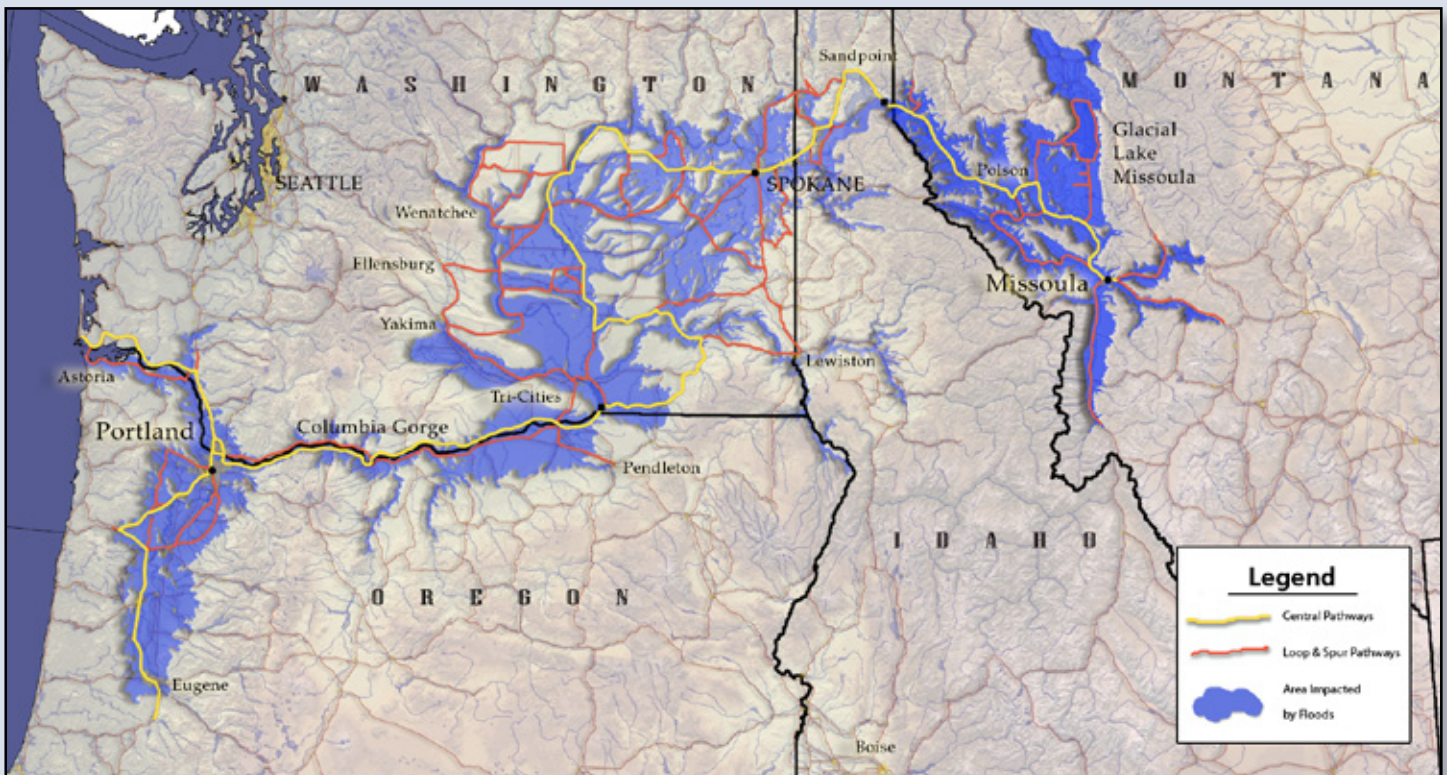 Sandpoint
WASHINGTON
MONTANA
Glacial
Lake
Missoula
SEATTLE
SPOKANE
Polson
Wenatchee
Ellensburg
Missoula
Yakima
Lewiston
Astoria
Tri-Cities
Portland
Columbia Gorge
Pendleton
IDAHO
OREGON
Eugene
Boise
Legend
Central Pathways
Loop & Spur Pathways
Area Impacted
by Floods